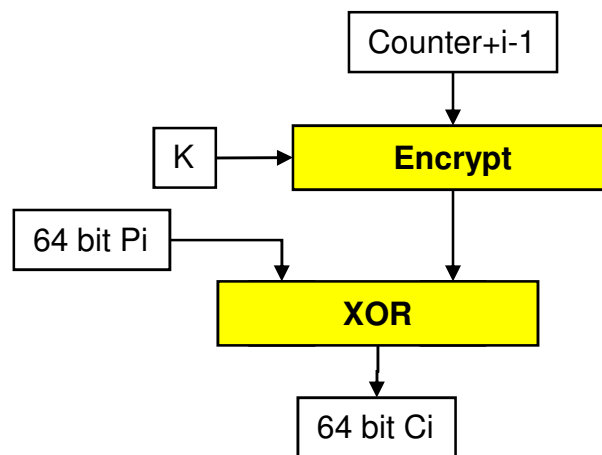 Counter+i-1
K
Encrypt
64 bit Pi
XOR
64 bit Ci